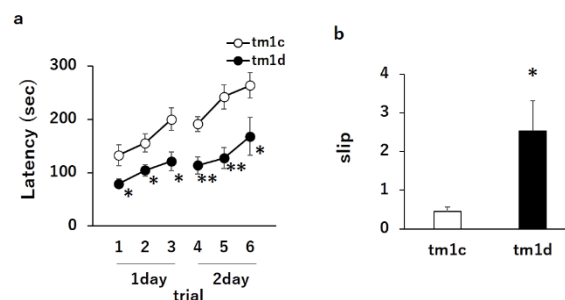 a
tm1c
tm1d
300
200
100
0
Latency (sec)
* * * ** ** *
1 2 3 4 5 6
1day 2day
trial
b
4
3
2
1
0
slip
*
tm1c tm1d